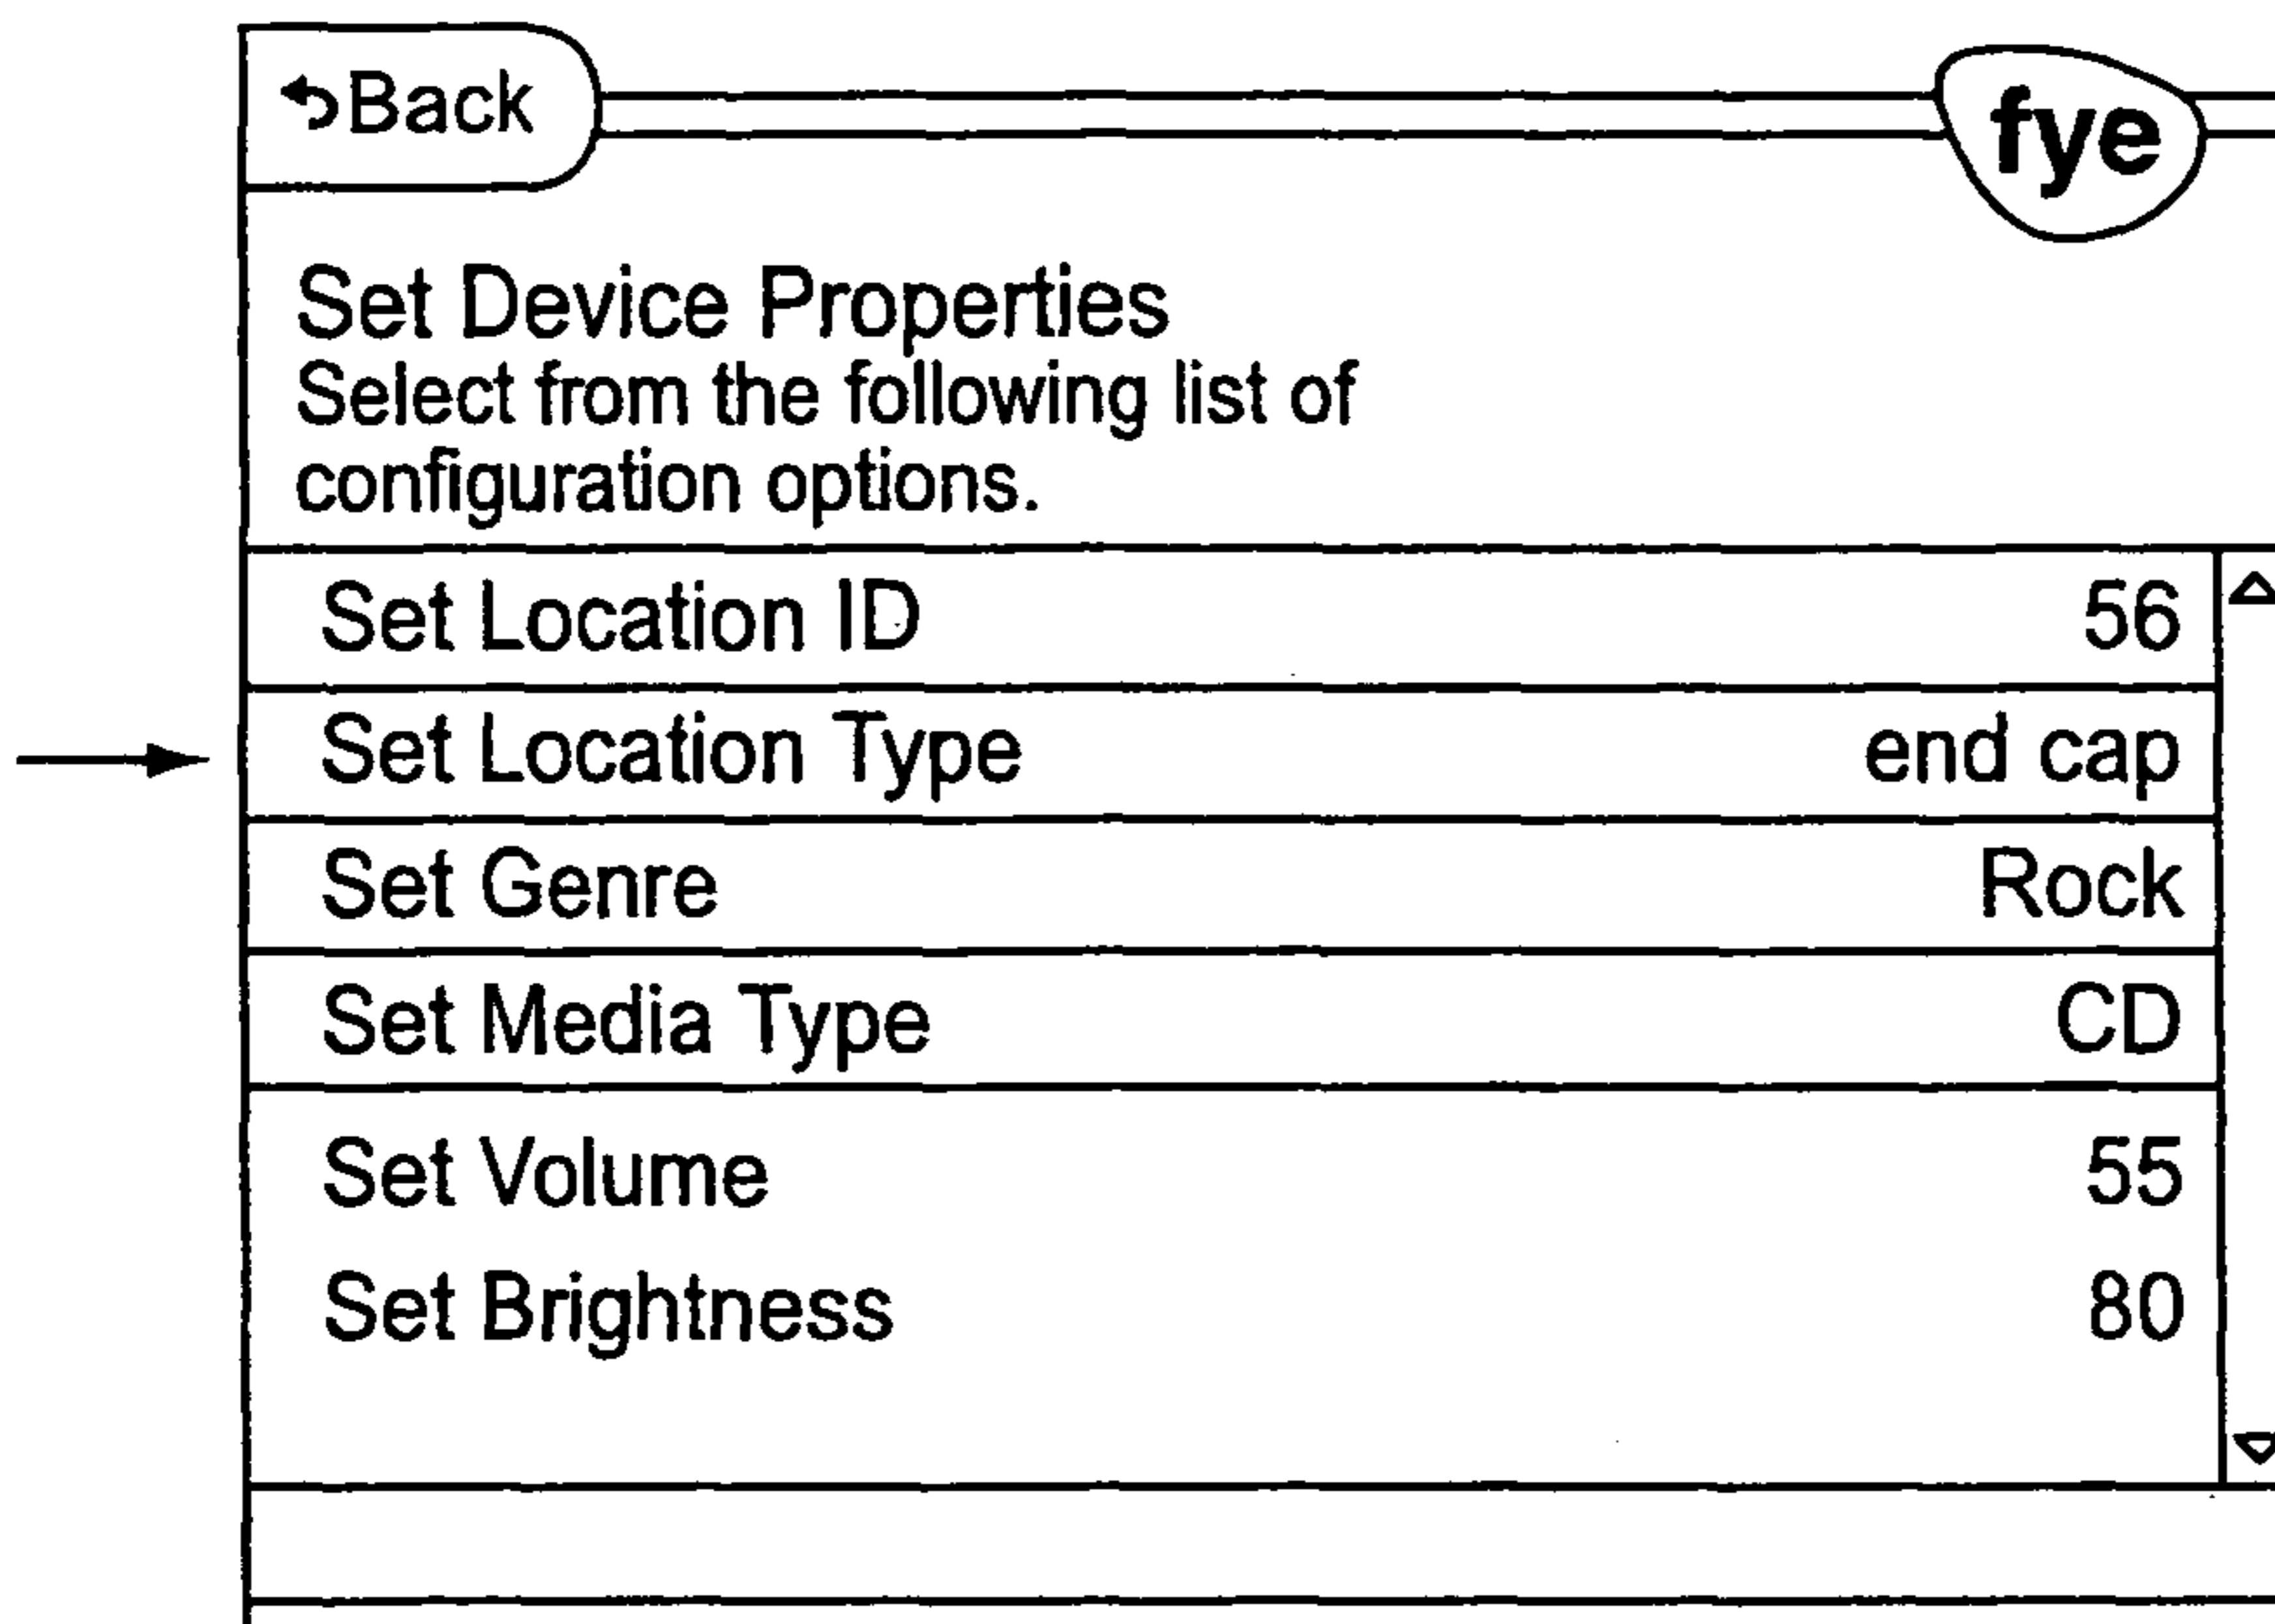 Back
fye
Set Device Properties
Select from the following list of
configuration options.
Set Location ID 56
Set Location Type end cap
Set Genre Rock
Set Media Type CD
Set Volume 55
Set Brightness 80